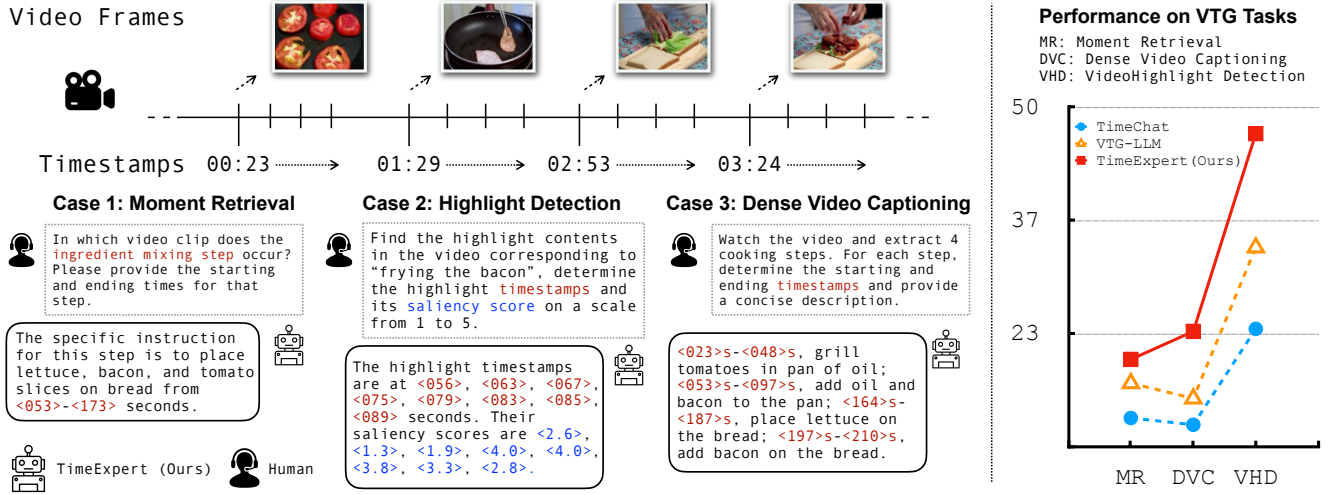 Video Frames
Timestamps
00:23
01:29
02:53
03:24
Case 1: Moment Retrieval
In which video clip does the
ingredient mixing step occur?
Please provide the starting
and ending times for that
step.
The specific instruction
for this step is to place
lettuce, bacon, and tomato
slices on bread from
<053>-<173> seconds.
TimeExpert (Ours)
Human
Case 2: Highlight Detection
Find the highlight contents
in the video corresponding to
“frying the bacon”, determine
the highlight timestamps and
its saliency score on a scale
from 1 to 5.
The highlight timestamps
are at <056>, <063>, <067>,
<075>, <079>, <083>, <085>,
<089> seconds. Their
saliency scores are <2.6>,
<1.3>, <1.9>, <4.0>, <4.0>,
<3.8>, <3.3>, <2.8>.
Case 3: Dense Video Captioning
Watch the video and extract 4
cooking steps. For each step,
determine the starting and
ending timestamps and provide
a concise description.
<023>s-<048>s, grill
tomatoes in pan of oil;
<053>s-<097>s, add oil and
bacon to the pan; <164>s-
<187>s, place lettuce on
the bread; <197>s-<210>s,
add bacon on the bread.
Performance on VTG Tasks
MR: Moment Retrieval
DVC: Dense Video Captioning
VHD: VideoHighlight Detection
50
37
23
TimeChat
VTG-LLM
TimeExpert(Ours)
MR DVC VHD